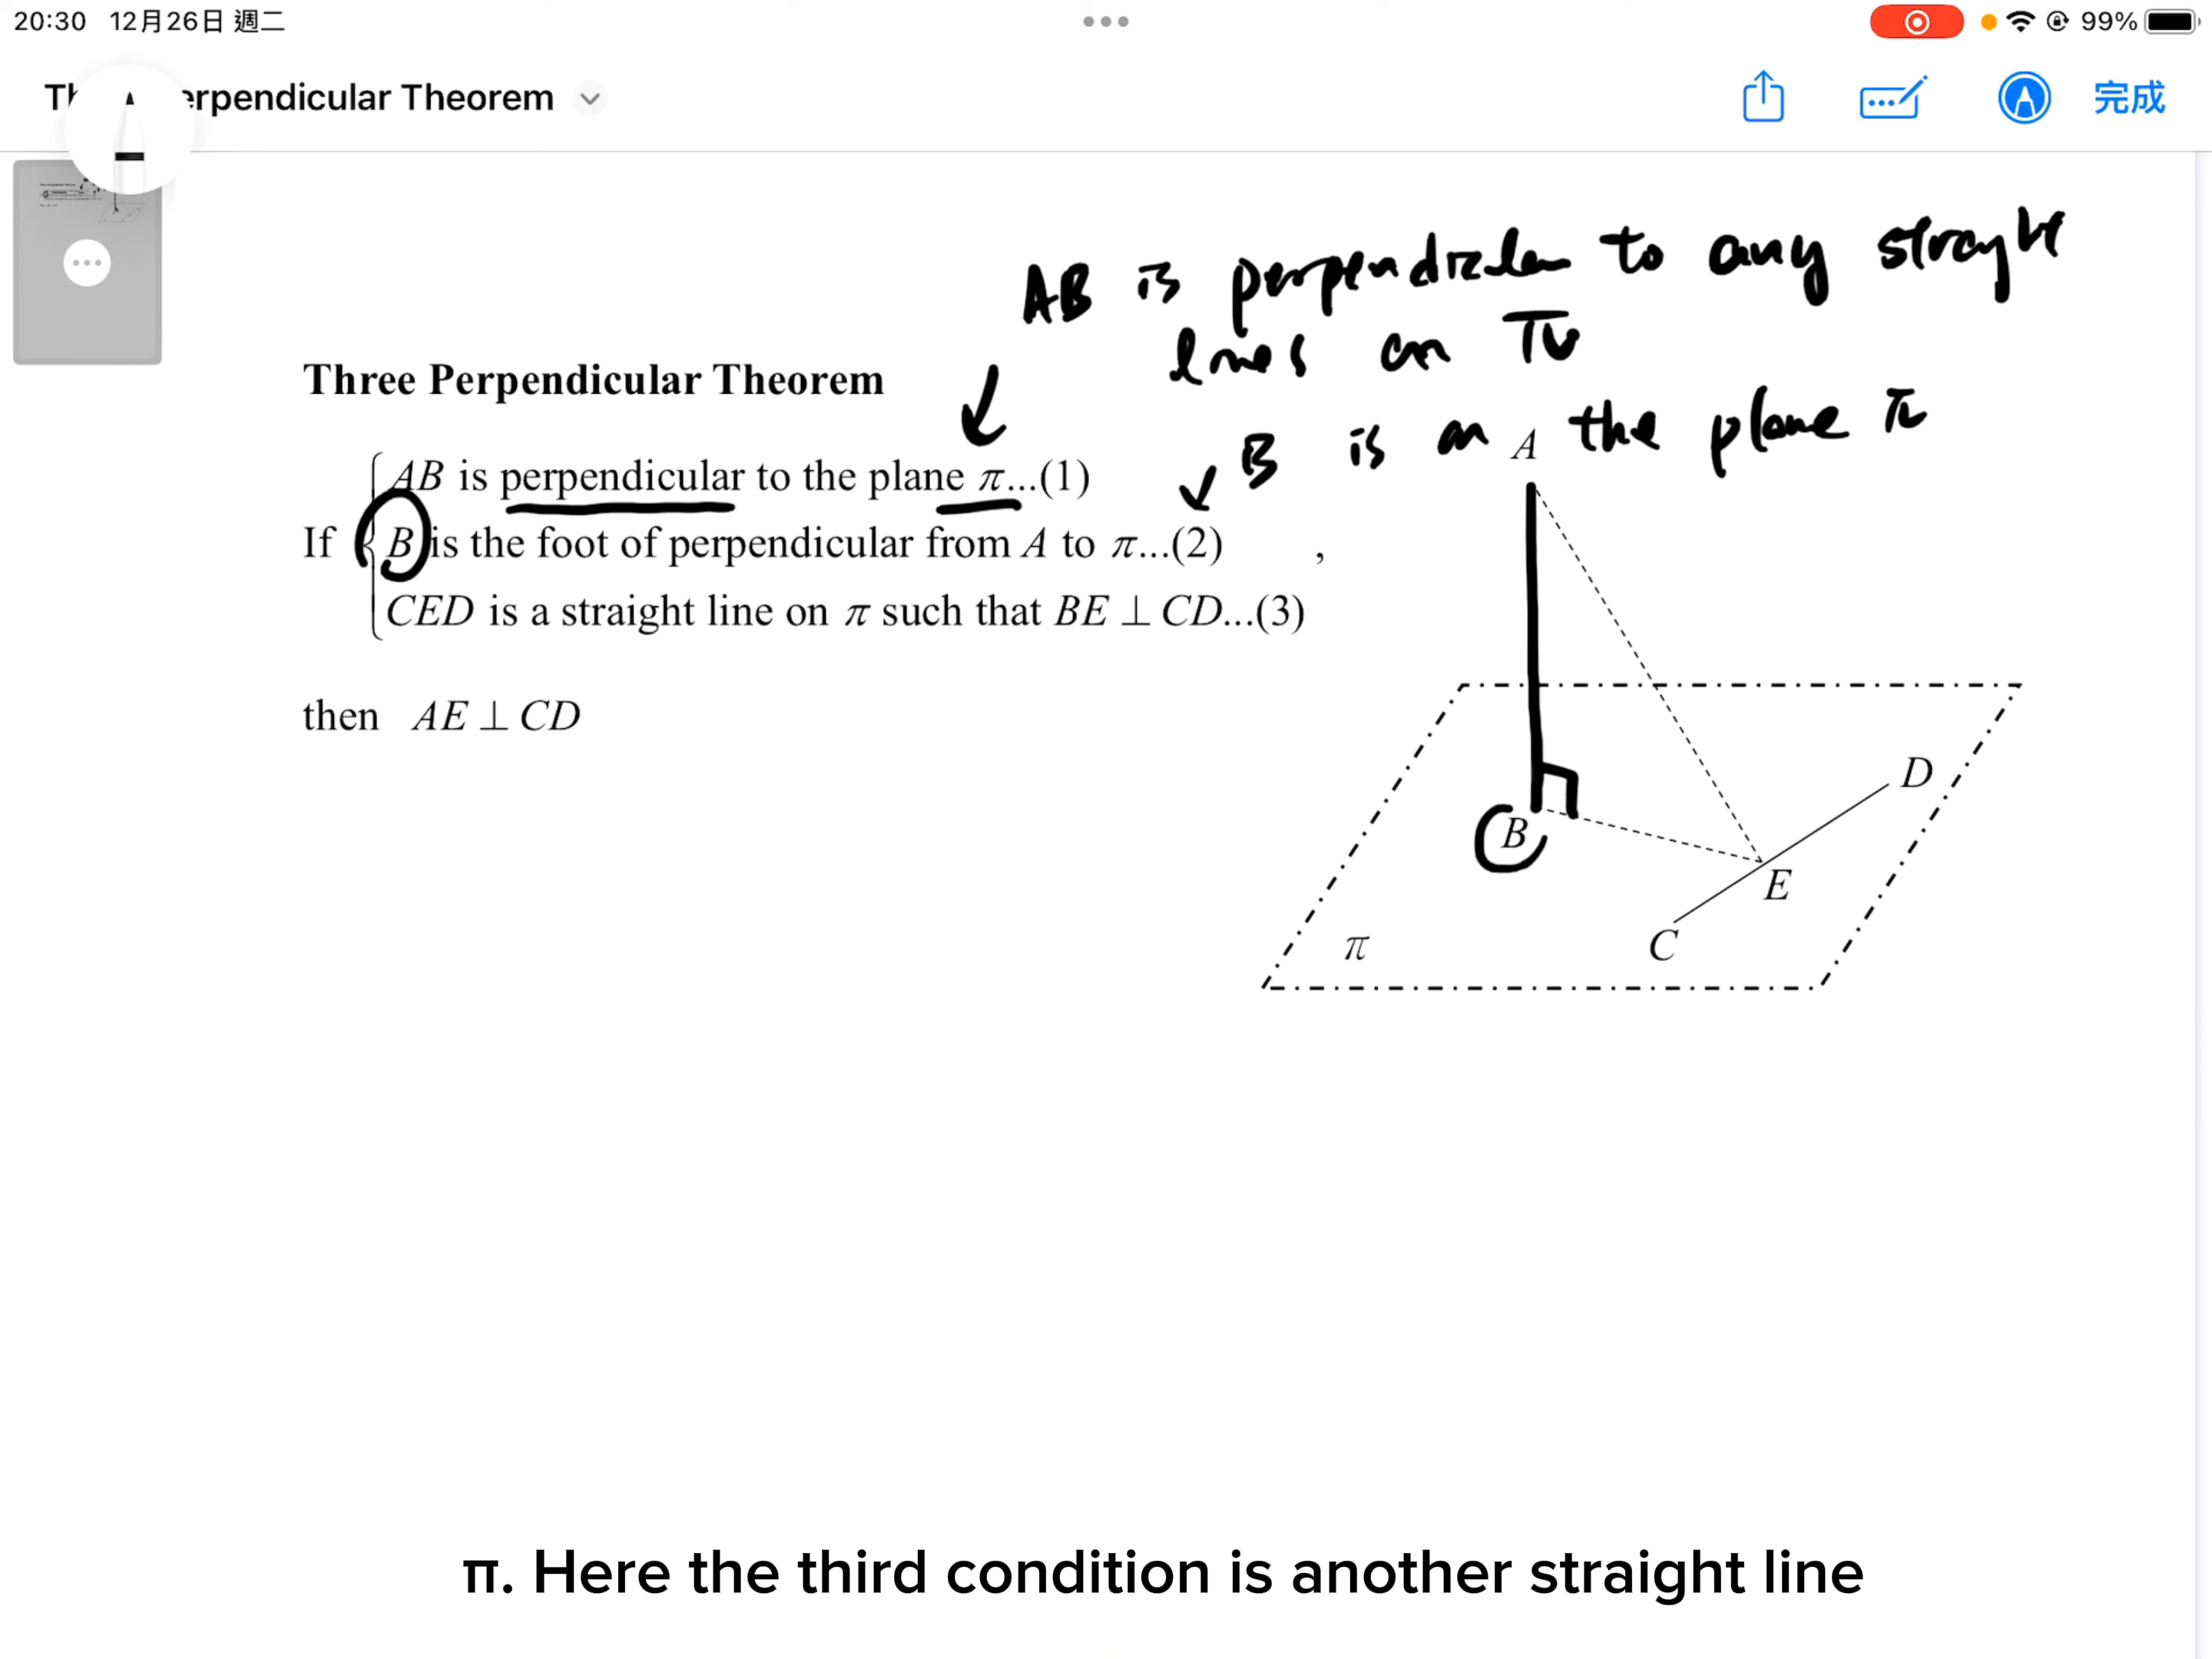 20:30 12月26日 週二
99%
Th erpendicular Theorem
完成
AB is perpendicular to any straight
lines on π
Three Perpendicular Theorem
B is on the plane π
A
AB is perpendicular to the plane π...(1)
If B is the foot of perpendicular from A to π...(2) ,
CED is a straight line on π such that BE ⊥ CD...(3)
then AE ⊥ CD
D
B
E
C
π
π. Here the third condition is another straight line